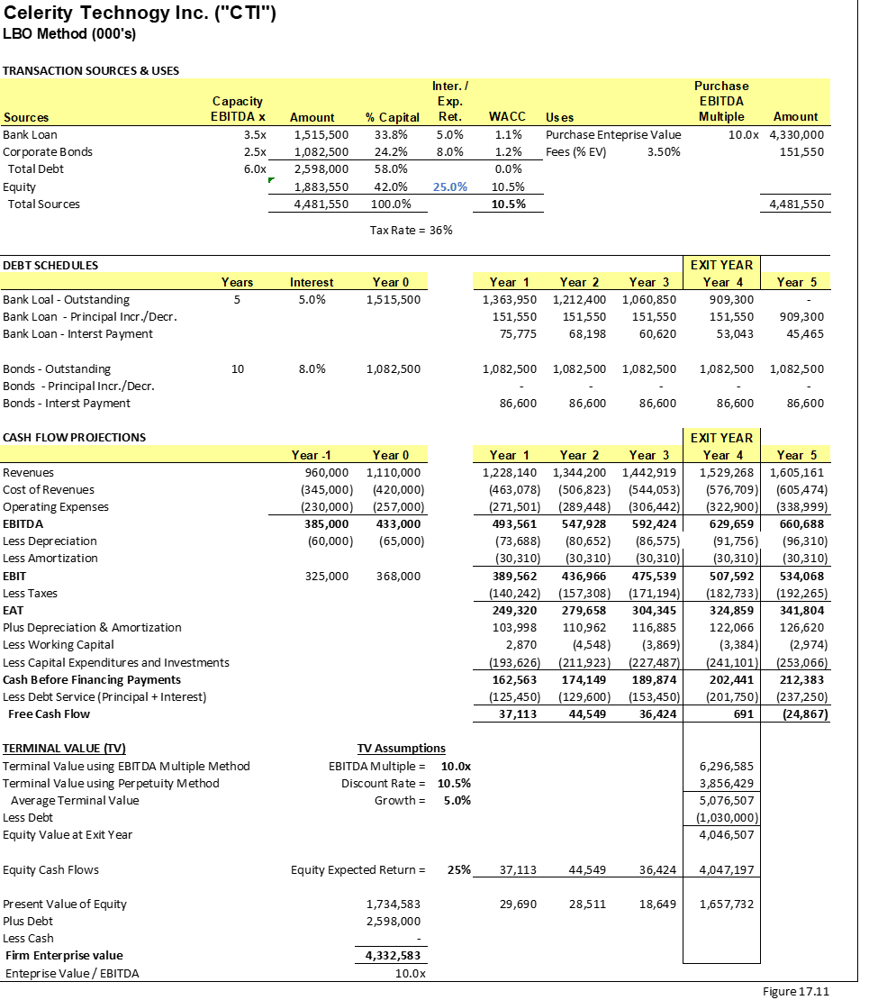 Celerity Technogy Inc. ("CTI")
LBO Method (000's)
TRANSACTION SOURCES & USES
Inter. / Purchase
Capacity Exp. EBITDA
Sources EBITDA x Amount % Capital Ret. WACC Uses Multiple Amount
Bank Loan 3.5x 1,515,500 33.8% 5.0% 1.1% Purchase Enteprise Value 10.0x 4,330,000
Corporate Bonds 2.5x 1,082,500 24.2% 8.0% 1.2% Fees (% EV) 3.50% 151,550
Total Debt 6.0x 2,598,000 58.0% 0.0%
Equity 1,883,550 42.0% 25.0% 10.5%
Total Sources 4,481,550 100.0% 10.5% 4,481,550
Tax Rate = 36%
DEBT SCHEDULES EXIT YEAR
Years Interest Year 0 Year 1 Year 2 Year 3 Year 4 Year 5
Bank Loal - Outstanding 5 5.0% 1,515,500 1,363,950 1,212,400 1,060,850 909,300 -
Bank Loan - Principal Incr./Decr. 151,550 151,550 151,550 151,550 909,300
Bank Loan - Interst Payment 75,775 68,198 60,620 53,043 45,465
Bonds - Outstanding 10 8.0% 1,082,500 1,082,500 1,082,500 1,082,500 1,082,500 1,082,500
Bonds - Principal Incr./Decr. - - - - -
Bonds - Interst Payment 86,600 86,600 86,600 86,600 86,600
CASH FLOW PROJECTIONS EXIT YEAR
Year -1 Year 0 Year 1 Year 2 Year 3 Year 4 Year 5
Revenues 960,000 1,110,000 1,228,140 1,344,200 1,442,919 1,529,268 1,605,161
Cost of Revenues (345,000) (420,000) (463,078) (506,823) (544,053) (576,709) (605,474)
Operating Expenses (230,000) (257,000) (271,501) (289,448) (306,442) (322,900) (338,999)
EBITDA 385,000 433,000 493,561 547,928 592,424 629,659 660,688
Less Depreciation (60,000) (65,000) (73,688) (80,652) (86,575) (91,756) (96,310)
Less Amortization (30,310) (30,310) (30,310) (30,310) (30,310)
EBIT 325,000 368,000 389,562 436,966 475,539 507,592 534,068
Less Taxes (140,242) (157,308) (171,194) (182,733) (192,265)
EAT 249,320 279,658 304,345 324,859 341,804
Plus Depreciation & Amortization 103,998 110,962 116,885 122,066 126,620
Less Working Capital 2,870 (4,548) (3,869) (3,384) (2,974)
Less Capital Expenditures and Investments (193,626) (211,923) (227,487) (241,101) (253,066)
Cash Before Financing Payments 162,563 174,149 189,874 202,441 212,383
Less Debt Service (Principal + Interest) (125,450) (129,600) (153,450) (201,750) (237,250)
Free Cash Flow 37,113 44,549 36,424 691 (24,867)
TERMINAL VALUE (TV) TV Assumptions
Terminal Value using EBITDA Multiple Method EBITDA Multiple = 10.0x 6,296,585
Terminal Value using Perpetuity Method Discount Rate = 10.5% 3,856,429
Average Terminal Value Growth = 5.0% 5,076,507
Less Debt (1,030,000)
Equity Value at Exit Year 4,046,507
Equity Cash Flows Equity Expected Return = 25% 37,113 44,549 36,424 4,047,197
Present Value of Equity 1,734,583 29,690 28,511 18,649 1,657,732
Plus Debt 2,598,000
Less Cash -
Firm Enterprise value 4,332,583
Enteprise Value / EBITDA 10.0x
Figure 17.11